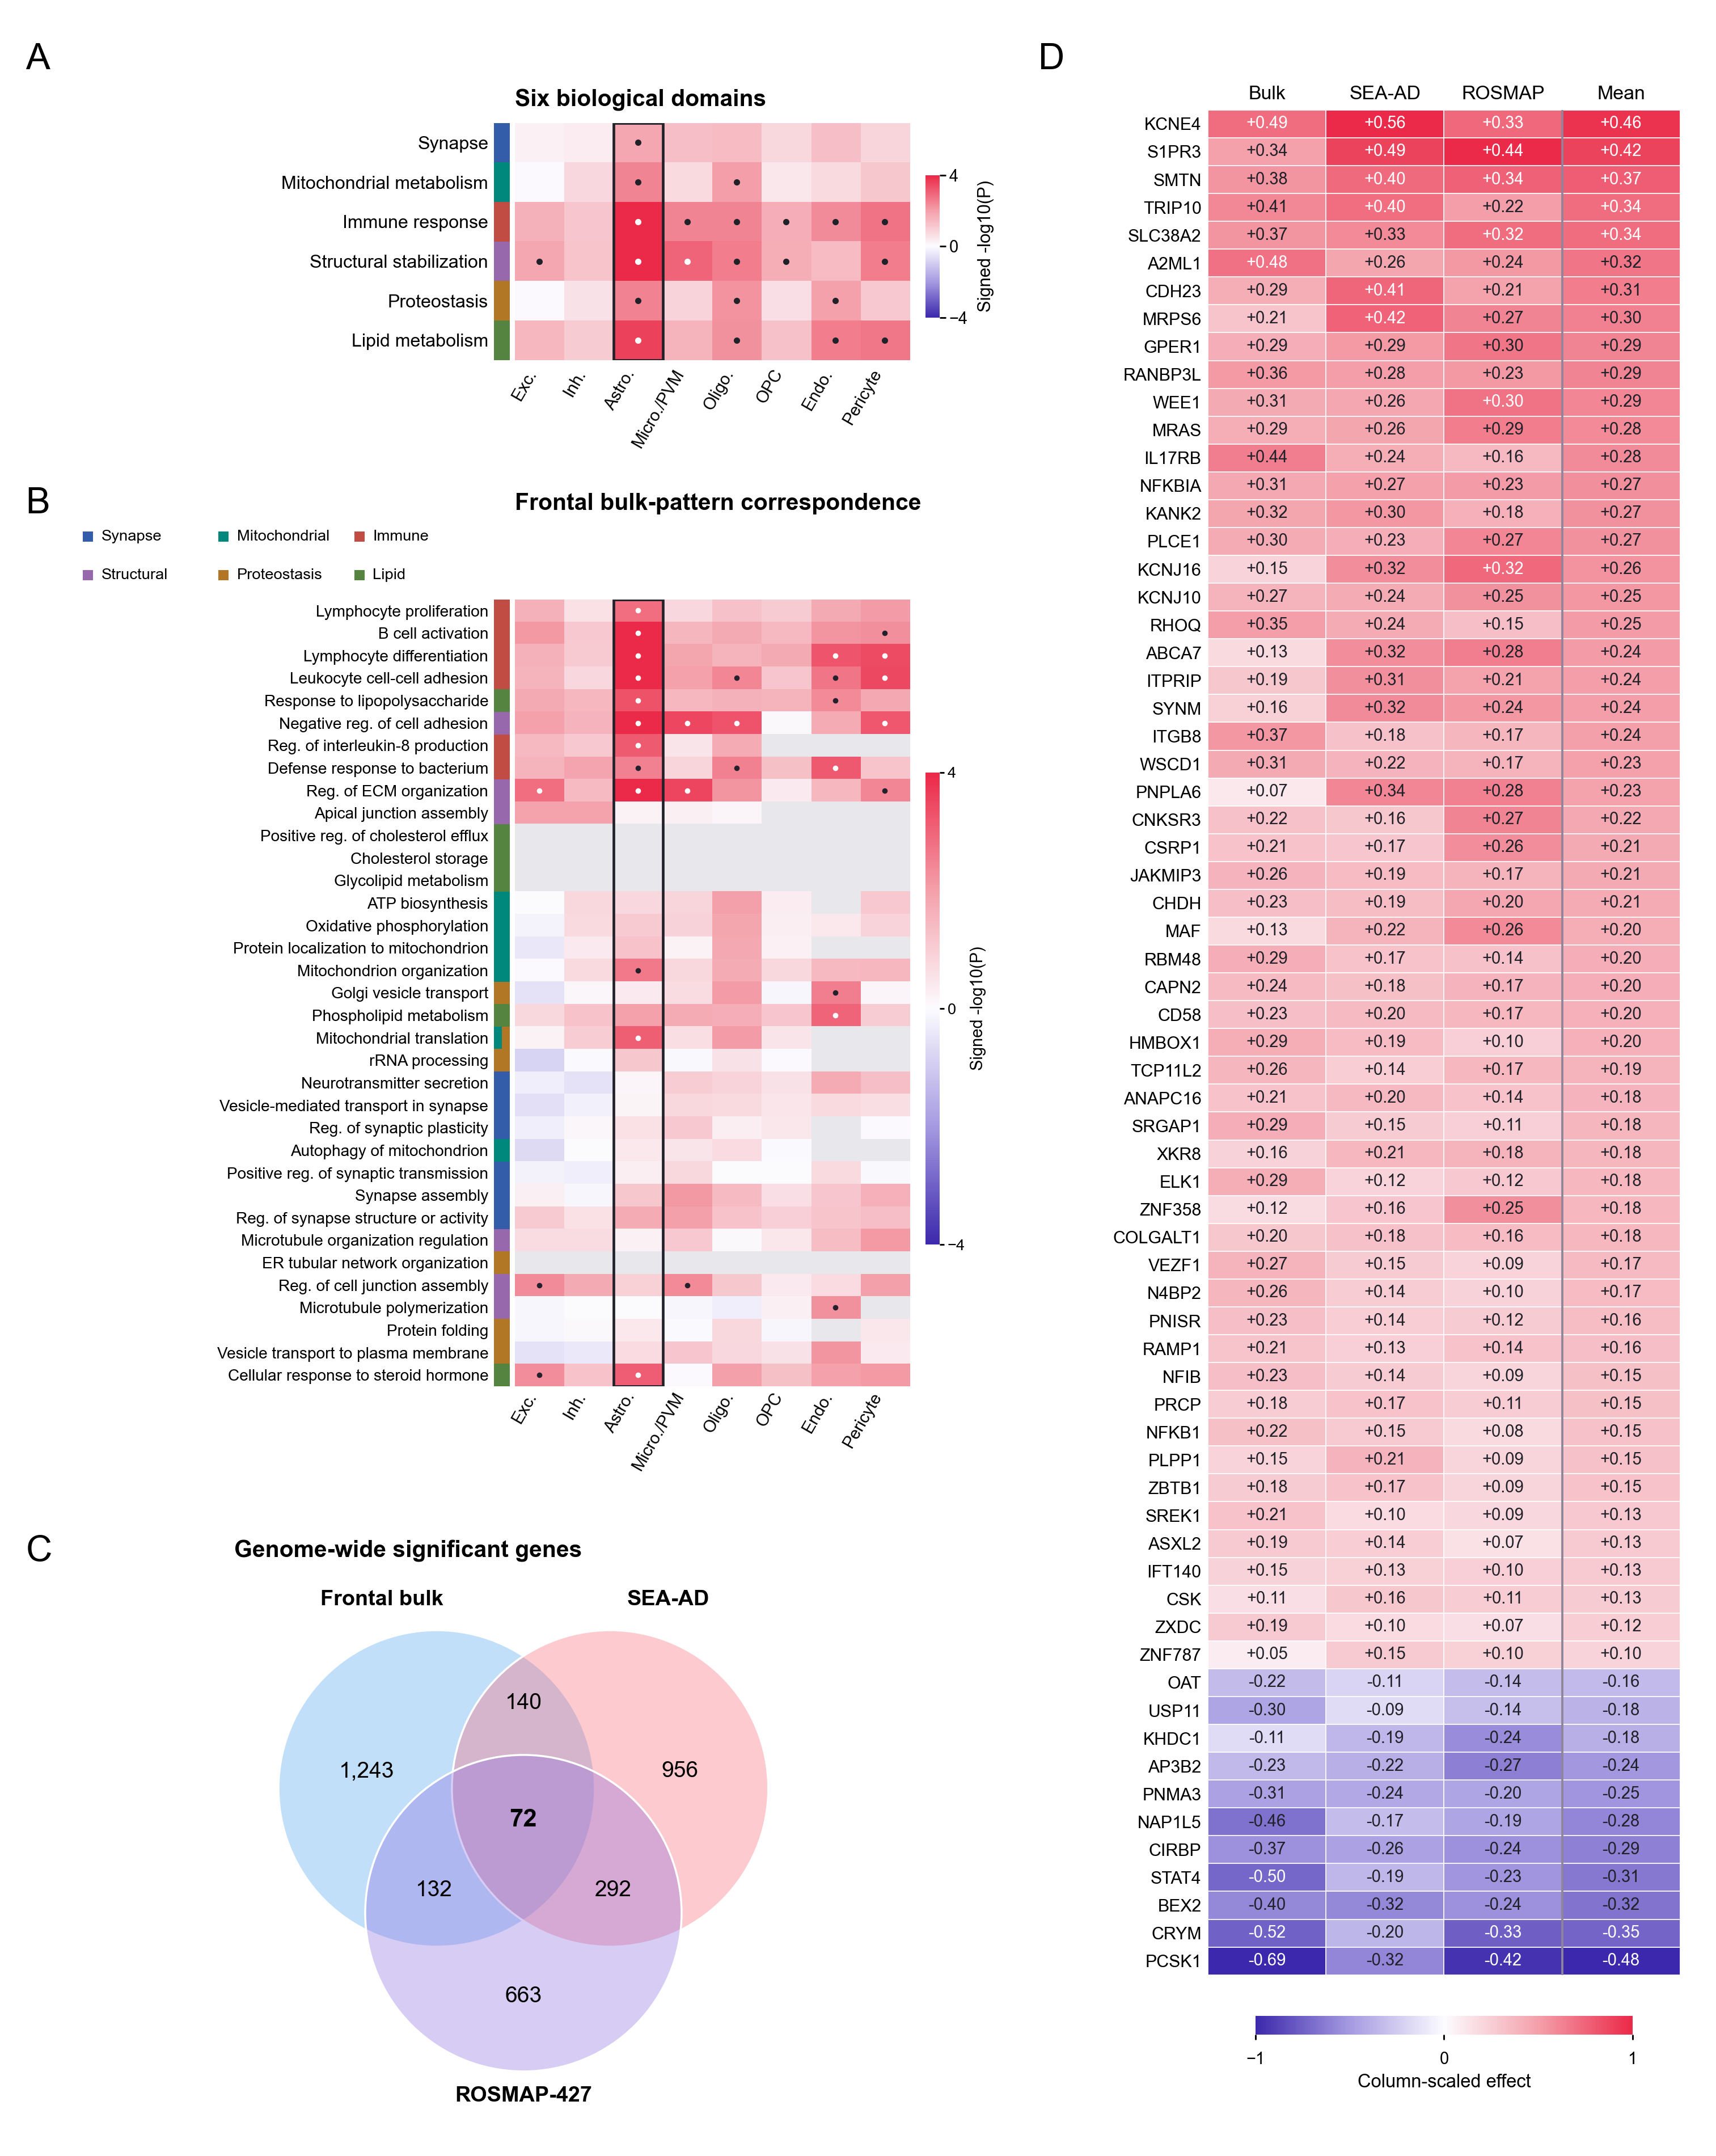 A
Six biological domains
Synapse
Mitochondrial metabolism
Immune response
Structural stabilization
Proteostasis
Lipid metabolism
Exc.
Inh.
Astro.
Micro./PVM
Oligo.
OPC
Endo.
Pericyte
4
0
−4
Signed -log10(P)
B
Frontal bulk-pattern correspondence
Synapse
Mitochondrial
Immune
Structural
Proteostasis
Lipid
Lymphocyte proliferation
B cell activation
Lymphocyte differentiation
Leukocyte cell-cell adhesion
Response to lipopolysaccharide
Negative reg. of cell adhesion
Reg. of interleukin-8 production
Defense response to bacterium
Reg. of ECM organization
Apical junction assembly
Positive reg. of cholesterol efflux
Cholesterol storage
Glycolipid metabolism
ATP biosynthesis
Oxidative phosphorylation
Protein localization to mitochondrion
Mitochondrion organization
Golgi vesicle transport
Phospholipid metabolism
Mitochondrial translation
rRNA processing
Neurotransmitter secretion
Vesicle-mediated transport in synapse
Reg. of synaptic plasticity
Autophagy of mitochondrion
Positive reg. of synaptic transmission
Synapse assembly
Reg. of synapse structure or activity
Microtubule organization regulation
ER tubular network organization
Reg. of cell junction assembly
Microtubule polymerization
Protein folding
Vesicle transport to plasma membrane
Cellular response to steroid hormone
Exc.
Inh.
Astro.
Micro./PVM
Oligo.
OPC
Endo.
Pericyte
4
0
−4
Signed -log10(P)
C
Genome-wide significant genes
Frontal bulk
SEA-AD
140
1,243
956
72
132
292
663
ROSMAP-427
D
Bulk SEA-AD ROSMAP Mean
KCNE4 +0.49 +0.56 +0.33 +0.46
S1PR3 +0.34 +0.49 +0.44 +0.42
SMTN +0.38 +0.40 +0.34 +0.37
TRIP10 +0.41 +0.40 +0.22 +0.34
SLC38A2 +0.37 +0.33 +0.32 +0.34
A2ML1 +0.48 +0.26 +0.24 +0.32
CDH23 +0.29 +0.41 +0.21 +0.31
MRPS6 +0.21 +0.42 +0.27 +0.30
GPER1 +0.29 +0.29 +0.30 +0.29
RANBP3L +0.36 +0.28 +0.23 +0.29
WEE1 +0.31 +0.26 +0.30 +0.29
MRAS +0.29 +0.26 +0.29 +0.28
IL17RB +0.44 +0.24 +0.16 +0.28
NFKBIA +0.31 +0.27 +0.23 +0.27
KANK2 +0.32 +0.30 +0.18 +0.27
PLCE1 +0.30 +0.23 +0.27 +0.27
KCNJ16 +0.15 +0.32 +0.32 +0.26
KCNJ10 +0.27 +0.24 +0.25 +0.25
RHOQ +0.35 +0.24 +0.15 +0.25
ABCA7 +0.13 +0.32 +0.28 +0.24
ITPRIP +0.19 +0.31 +0.21 +0.24
SYNM +0.16 +0.32 +0.24 +0.24
ITGB8 +0.37 +0.18 +0.17 +0.24
WSCD1 +0.31 +0.22 +0.17 +0.23
PNPLA6 +0.07 +0.34 +0.28 +0.23
CNKSR3 +0.22 +0.16 +0.27 +0.22
CSRP1 +0.21 +0.17 +0.26 +0.21
JAKMIP3 +0.26 +0.19 +0.17 +0.21
CHDH +0.23 +0.19 +0.20 +0.21
MAF +0.13 +0.22 +0.26 +0.20
RBM48 +0.29 +0.17 +0.14 +0.20
CAPN2 +0.24 +0.18 +0.17 +0.20
CD58 +0.23 +0.20 +0.17 +0.20
HMBOX1 +0.29 +0.19 +0.10 +0.20
TCP11L2 +0.26 +0.14 +0.17 +0.19
ANAPC16 +0.21 +0.20 +0.14 +0.18
SRGAP1 +0.29 +0.15 +0.11 +0.18
XKR8 +0.16 +0.21 +0.18 +0.18
ELK1 +0.29 +0.12 +0.12 +0.18
ZNF358 +0.12 +0.16 +0.25 +0.18
COLGALT1 +0.20 +0.18 +0.16 +0.18
VEZF1 +0.27 +0.15 +0.09 +0.17
N4BP2 +0.26 +0.14 +0.10 +0.17
PNISR +0.23 +0.14 +0.12 +0.16
RAMP1 +0.21 +0.13 +0.14 +0.16
NFIB +0.23 +0.14 +0.09 +0.15
PRCP +0.18 +0.17 +0.11 +0.15
NFKB1 +0.22 +0.15 +0.08 +0.15
PLPP1 +0.15 +0.21 +0.09 +0.15
ZBTB1 +0.18 +0.17 +0.09 +0.15
SREK1 +0.21 +0.10 +0.09 +0.13
ASXL2 +0.19 +0.14 +0.07 +0.13
IFT140 +0.15 +0.13 +0.10 +0.13
CSK +0.11 +0.16 +0.11 +0.13
ZXDC +0.19 +0.10 +0.07 +0.12
ZNF787 +0.05 +0.15 +0.10 +0.10
OAT -0.22 -0.11 -0.14 -0.16
USP11 -0.30 -0.09 -0.14 -0.18
KHDC1 -0.11 -0.19 -0.24 -0.18
AP3B2 -0.23 -0.22 -0.27 -0.24
PNMA3 -0.31 -0.24 -0.20 -0.25
NAP1L5 -0.46 -0.17 -0.19 -0.28
CIRBP -0.37 -0.26 -0.24 -0.29
STAT4 -0.50 -0.19 -0.23 -0.31
BEX2 -0.40 -0.32 -0.24 -0.32
CRYM -0.52 -0.20 -0.33 -0.35
PCSK1 -0.69 -0.32 -0.42 -0.48
−1 0 1
Column-scaled effect